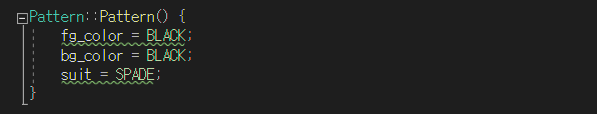 Pattern::Pattern() {
fg_color = BLACK;
bg_color = BLACK;
suit = SPADE;
}